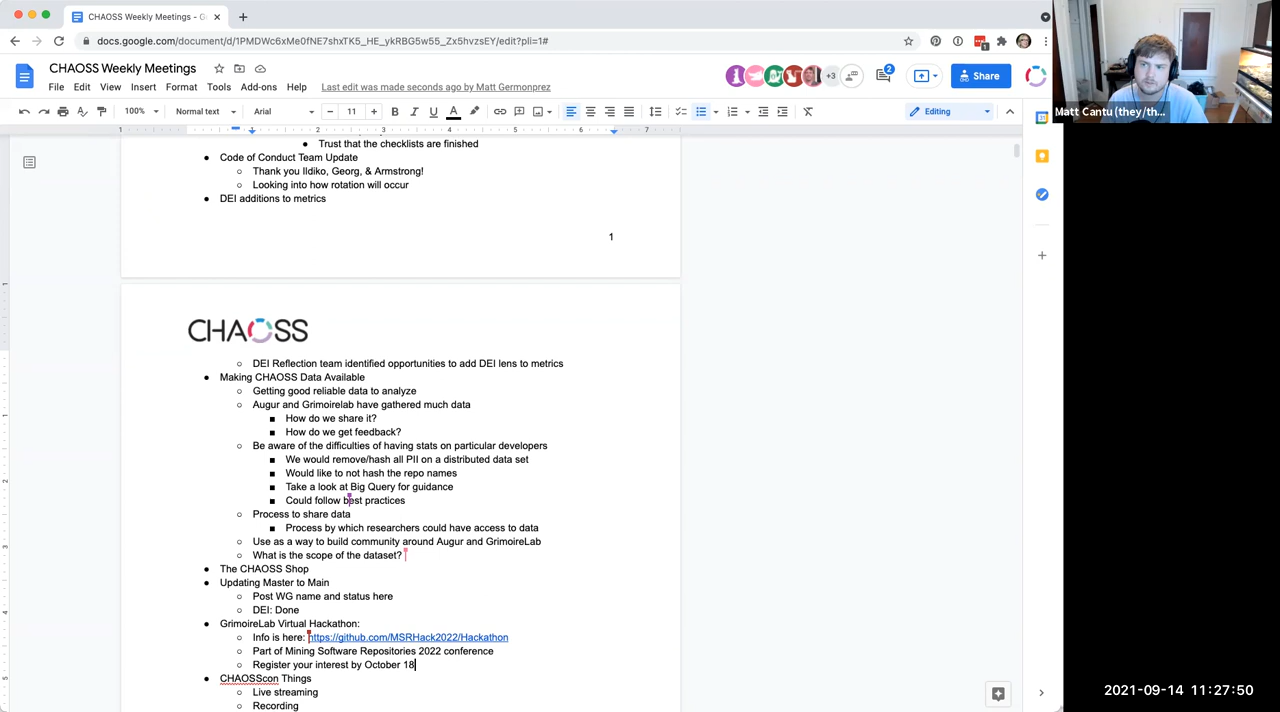 CHAOSS Weekly Meetings - G
docs.google.com/document/d/1PMDWc6xMe0fNE7shxTK5_HE_ykRBG5w55_Zx5hvzsEY/edit?pli=1#
1
CHAOSS Weekly Meetings
File Edit View Insert Format Tools Add-ons Help Last edit was made seconds ago by Matt Germonprez
+3
2
Share
Matt Cantu (they/th...
100% Normal text Arial 11 B I U A Editing
1 1 2 3 4 5 6 7
Trust that the checklists are finished
Code of Conduct Team Update
Thank you Ildiko, Georg, & Armstrong!
Looking into how rotation will occur
DEI additions to metrics
1
CHAOSS
DEI Reflection team identified opportunities to add DEI lens to metrics
Making CHAOSS Data Available
Getting good reliable data to analyze
Augur and Grimoirelab have gathered much data
How do we share it?
How do we get feedback?
Be aware of the difficulties of having stats on particular developers
We would remove/hash all PII on a distributed data set
Would like to not hash the repo names
Take a look at Big Query for guidance
Could follow best practices
Process to share data
Process by which researchers could have access to data
Use as a way to build community around Augur and GrimoireLab
What is the scope of the dataset?
The CHAOSS Shop
Updating Master to Main
Post WG name and status here
DEI: Done
GrimoireLab Virtual Hackathon:
Info is here: https://github.com/MSRHack2022/Hackathon
Part of Mining Software Repositories 2022 conference
Register your interest by October 18
CHAOSScon Things
Live streaming
Recording
2021-09-14 11:27:50